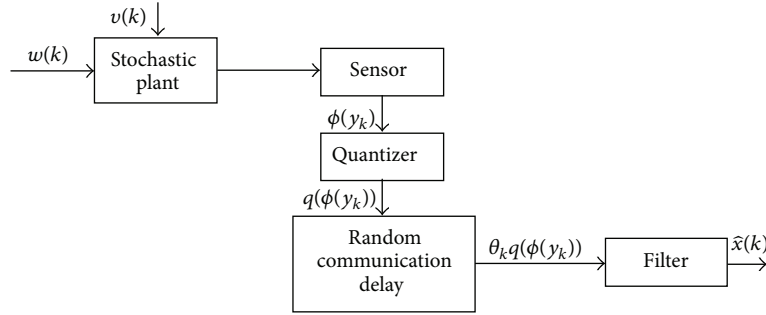 v(k)
w(k)
Stochastic
plant
Sensor
ϕ(y_k)
Quantizer
q(ϕ(y_k))
Random
communication
delay
θ_k q(ϕ(y_k))
Filter
x̂(k)